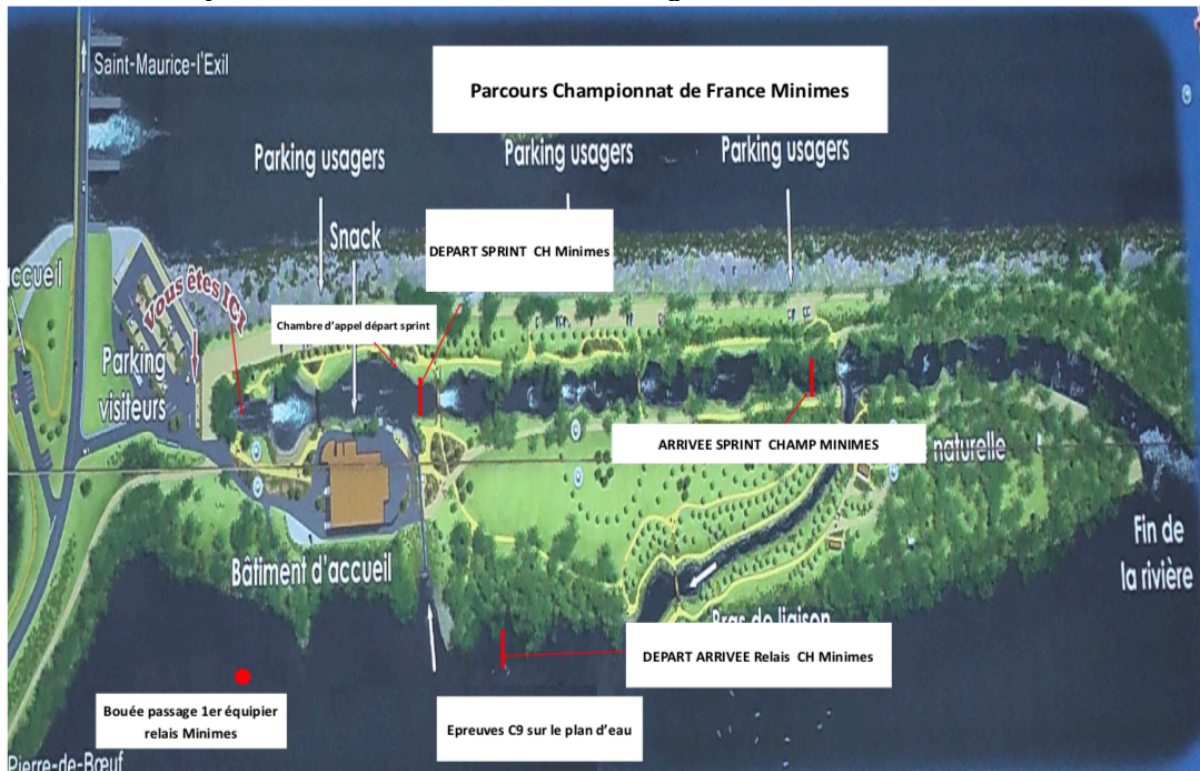 Saint-Maurice-l'Exil
Parcours Championnat de France Minimes
Parking usagers
Parking usagers
Parking usagers
Snack
DEPART SPRINT CH Minimes
ccueil
Vous êtes ICI
Chambre d'appel départ sprint
Parking
visiteurs
ARRIVEE SPRINT CHAMP MINIMES
naturelle
Bâtiment d'accueil
Fin de
la rivière
Bras de liaison
DEPART ARRIVEE Relais CH Minimes
Bouée passage 1er équipier
relais Minimes
Epreuves C9 sur le plan d'eau
Pierre-de-Bœuf